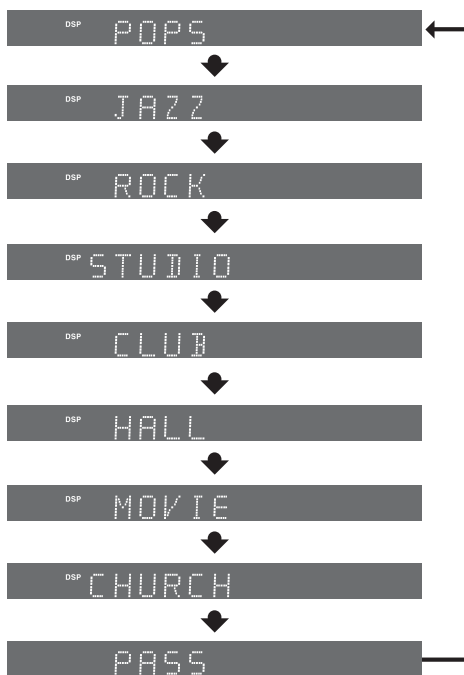 DSP POPS
DSP JAZZ
DSP ROCK
DSP STUDIO
DSP CLUB
DSP HALL
DSP MOVIE
DSP CHURCH
PASS